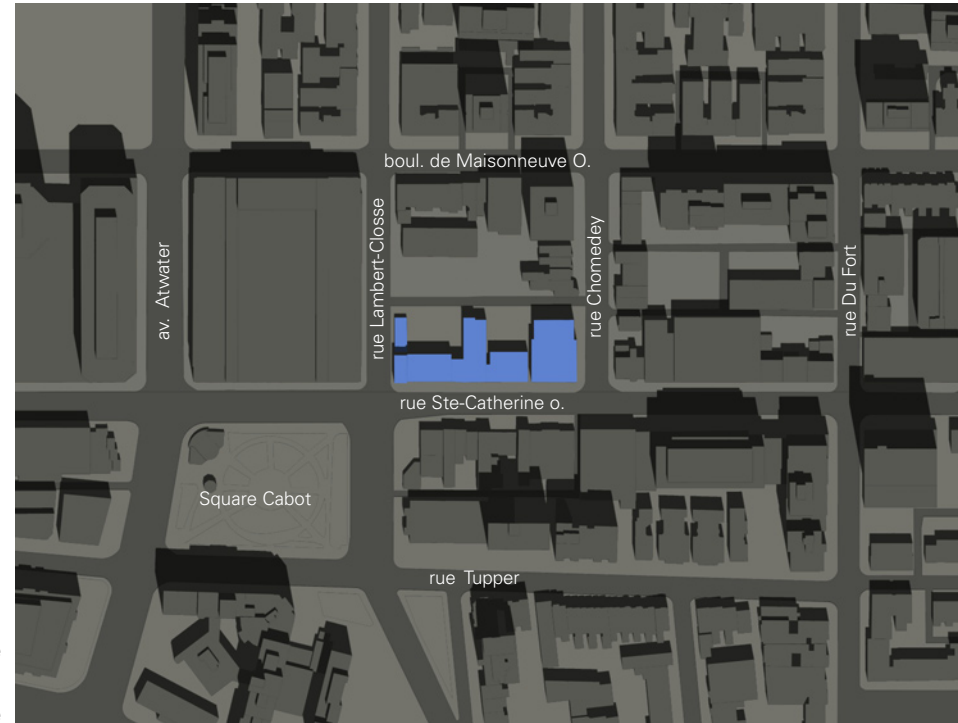 boul. de Maisonneuve O.
av. Atwater
rue Lambert-Closse
rue Chomedey
rue Du Fort
rue Ste-Catherine o.
Square Cabot
rue Tupper